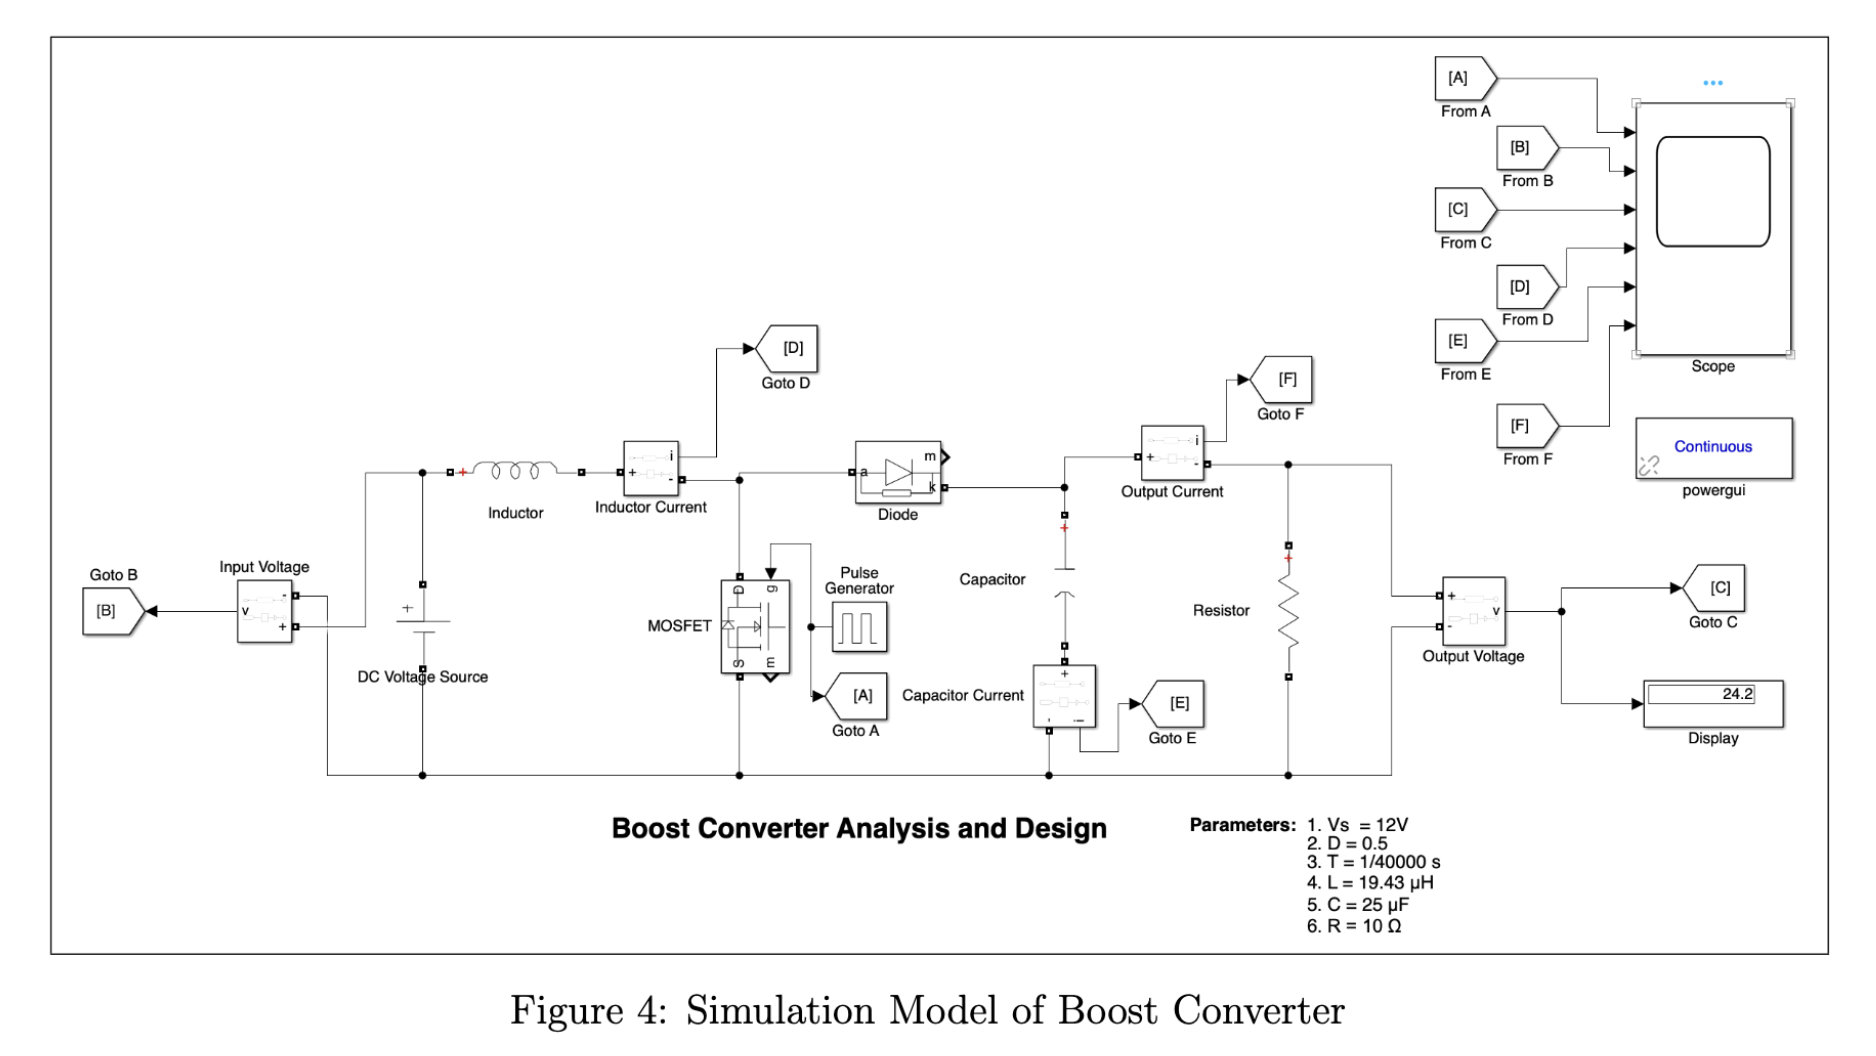 [A]
From A
[B]
From B
[C]
From C
[D]
From D
[E]
From E
[F]
From F
Scope
Continuous
powergui
[D]
Goto D
[F]
Goto F
i
+
-
Inductor Current
+
Inductor
a
m
k
Diode
i
+
-
Output Current
Goto B
[B]
Input Voltage
v
-
+
+
DC Voltage Source
MOSFET
D
g
S
m
Pulse
Generator
[A]
Goto A
+
Capacitor
Capacitor Current
+
-
i
[E]
Goto E
+
Resistor
+
-
v
Output Voltage
[C]
Goto C
24.2
Display
Boost Converter Analysis and Design
Parameters: 1. Vs = 12V
2. D = 0.5
3. T = 1/40000 s
4. L = 19.43 µH
5. C = 25 µF
6. R = 10 Ω
Figure 4: Simulation Model of Boost Converter